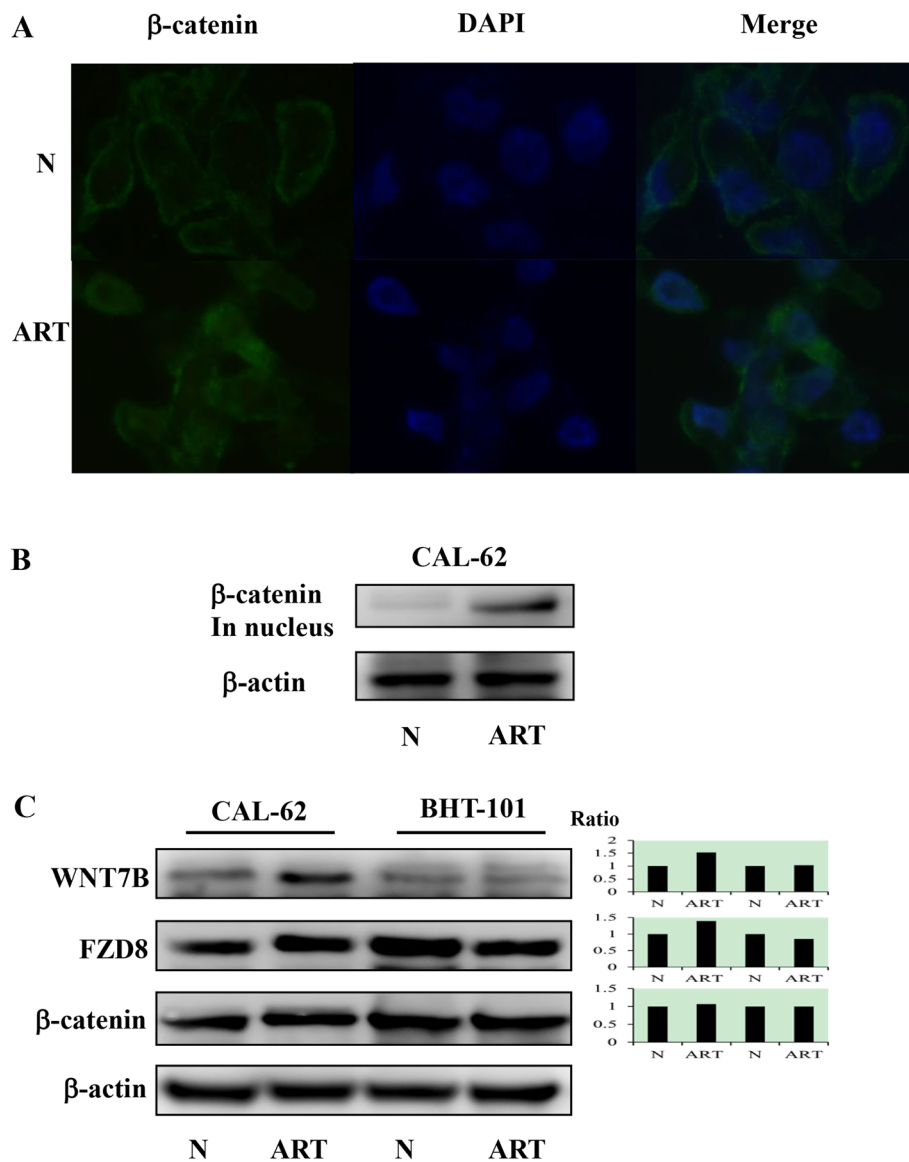 A
β-catenin DAPI Merge
N
ART
B
CAL-62
β-catenin
In nucleus
β-actin
N ART
C
CAL-62 BHT-101 Ratio
WNT7B
2
1.5
1
0.5
0
N ART N ART
FZD8
1.5
1
0.5
0
N ART N ART
β-catenin
1.5
1
0.5
0
N ART N ART
β-actin
N ART N ART